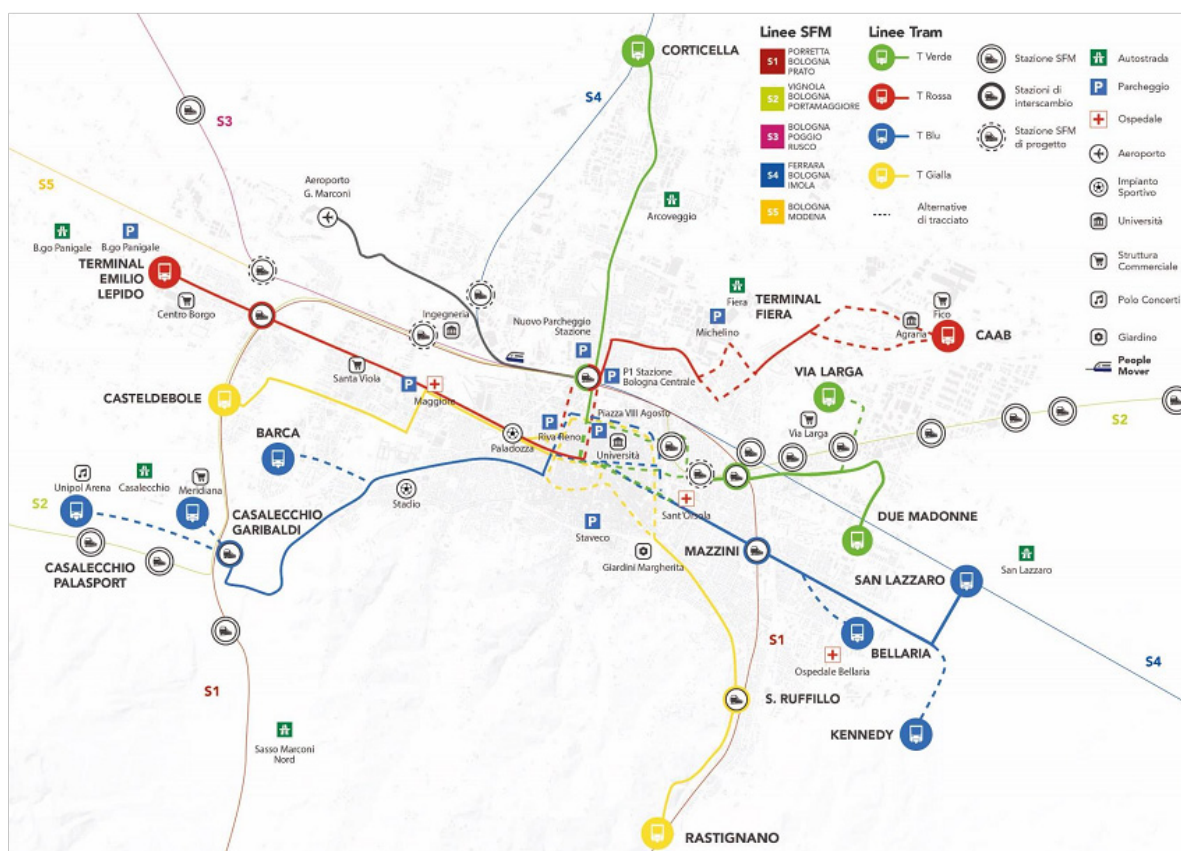 CORTICELLA
Linee SFM
S1
PORRETTA
BOLOGNA
PRATO
S2
VIGNOLA
BOLOGNA
PORTAMAGGIORE
S3
BOLOGNA
POGGIO
RUSCO
S4
FERRARA
BOLOGNA
IMOLA
S5
BOLOGNA
MODENA
Linee Tram
T Verde
T Rossa
T Blu
T Gialla
Alternative
di tracciato
Stazione SFM
Stazioni di
interscambio
Stazione SFM
di progetto
Autostrada
P
Parcheggio
Ospedale
Aeroporto
Impianto
Sportivo
Università
Struttura
Commerciale
Polo Concerti
Giardino
People
Mover
S3
S4
S5
Aeroporto
G. Marconi
Arcoveggio
B.go Panigale
P
B.go Panigale
TERMINAL
EMILIO
LEPIDO
Centro Borgo
Ingegneria
Nuovo Parcheggio
Stazione
P
Fiera
P
Michelino
TERMINAL
FIERA
Fico
Agraria
CAAB
Santa Viola
P
P1 Stazione
Bologna Centrale
VIA LARGA
CASTELDEBOLE
P
Maggiore
Piazza VIII Agosto
P
Riva Reno
P
Università
Via Larga
S2
BARCA
Paladozza
Unipol Arena
Casalecchio
Meridiana
Stadio
Sant'Orsola
S2
CASALECCHIO
GARIBALDI
P
Staveco
DUE MADONNE
CASALECCHIO
PALASPORT
Giardini Margherita
MAZZINI
SAN LAZZARO
San Lazzaro
S1
BELLARIA
Ospedale Bellaria
S4
S1
S. RUFFILLO
KENNEDY
Sasso Marconi
Nord
RASTIGNANO